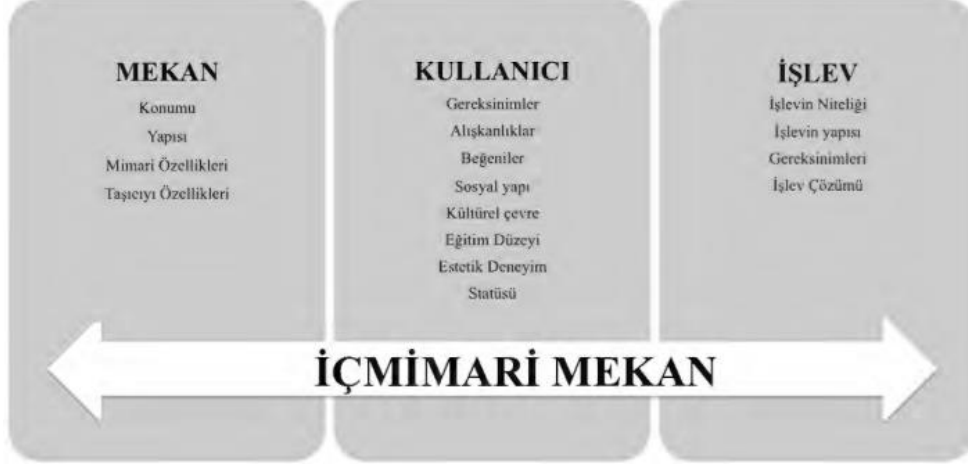 MEKAN
Konumu
Yapısı
Mimari Özellikleri
Taşıcıyı Özellikleri
KULLANICI
Gereksinimler
Alışkanlıklar
Beğeniler
Sosyal yapı
Kültürel çevre
Eğitim Düzeyi
Estetik Deneyim
Statüsü
İŞLEV
İşlevin Niteliği
İşlevin yapısı
Gereksinimleri
İşlev Çözümü
İÇMİMARİ MEKAN